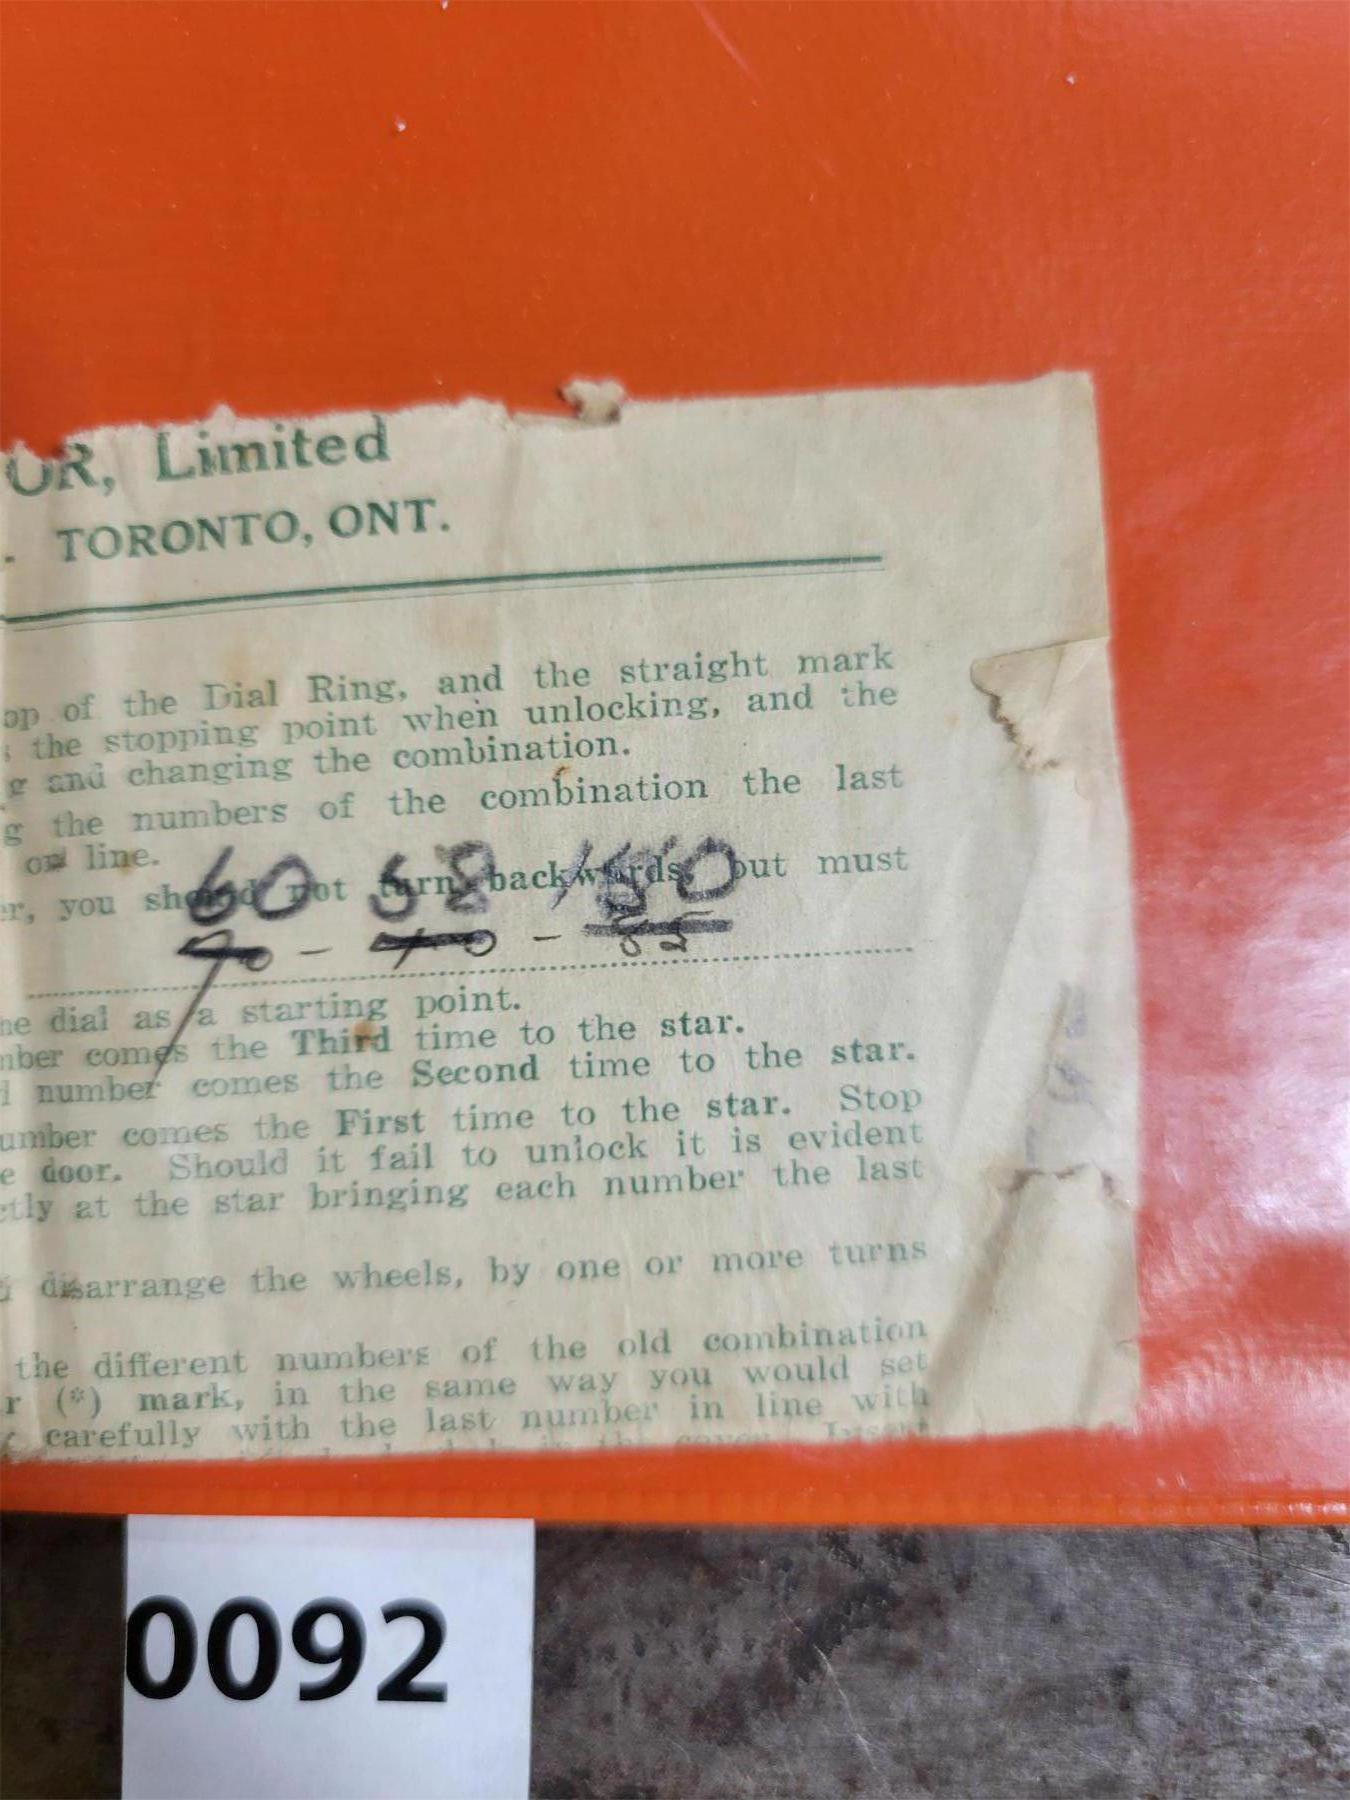 OR, Limited
. TORONTO, ONT.
op of the Dial Ring, and the straight mark
the stopping point when unlocking, and the
g and changing the combination.
g the numbers of the combination the last
or line.
60 58
er, you should not turn backwards, but must
70 - 40 - 85
he dial as a starting point.
mber comes the Third time to the star.
d number comes the Second time to the star.
umber comes the First time to the star. Stop
e door. Should it fail to unlock it is evident
ctly at the star bringing each number the last
disarrange the wheels, by one or more turns
the different numbers of the old combination
r (*) mark, in the same way you would set
carefully with the last number in line with
0092